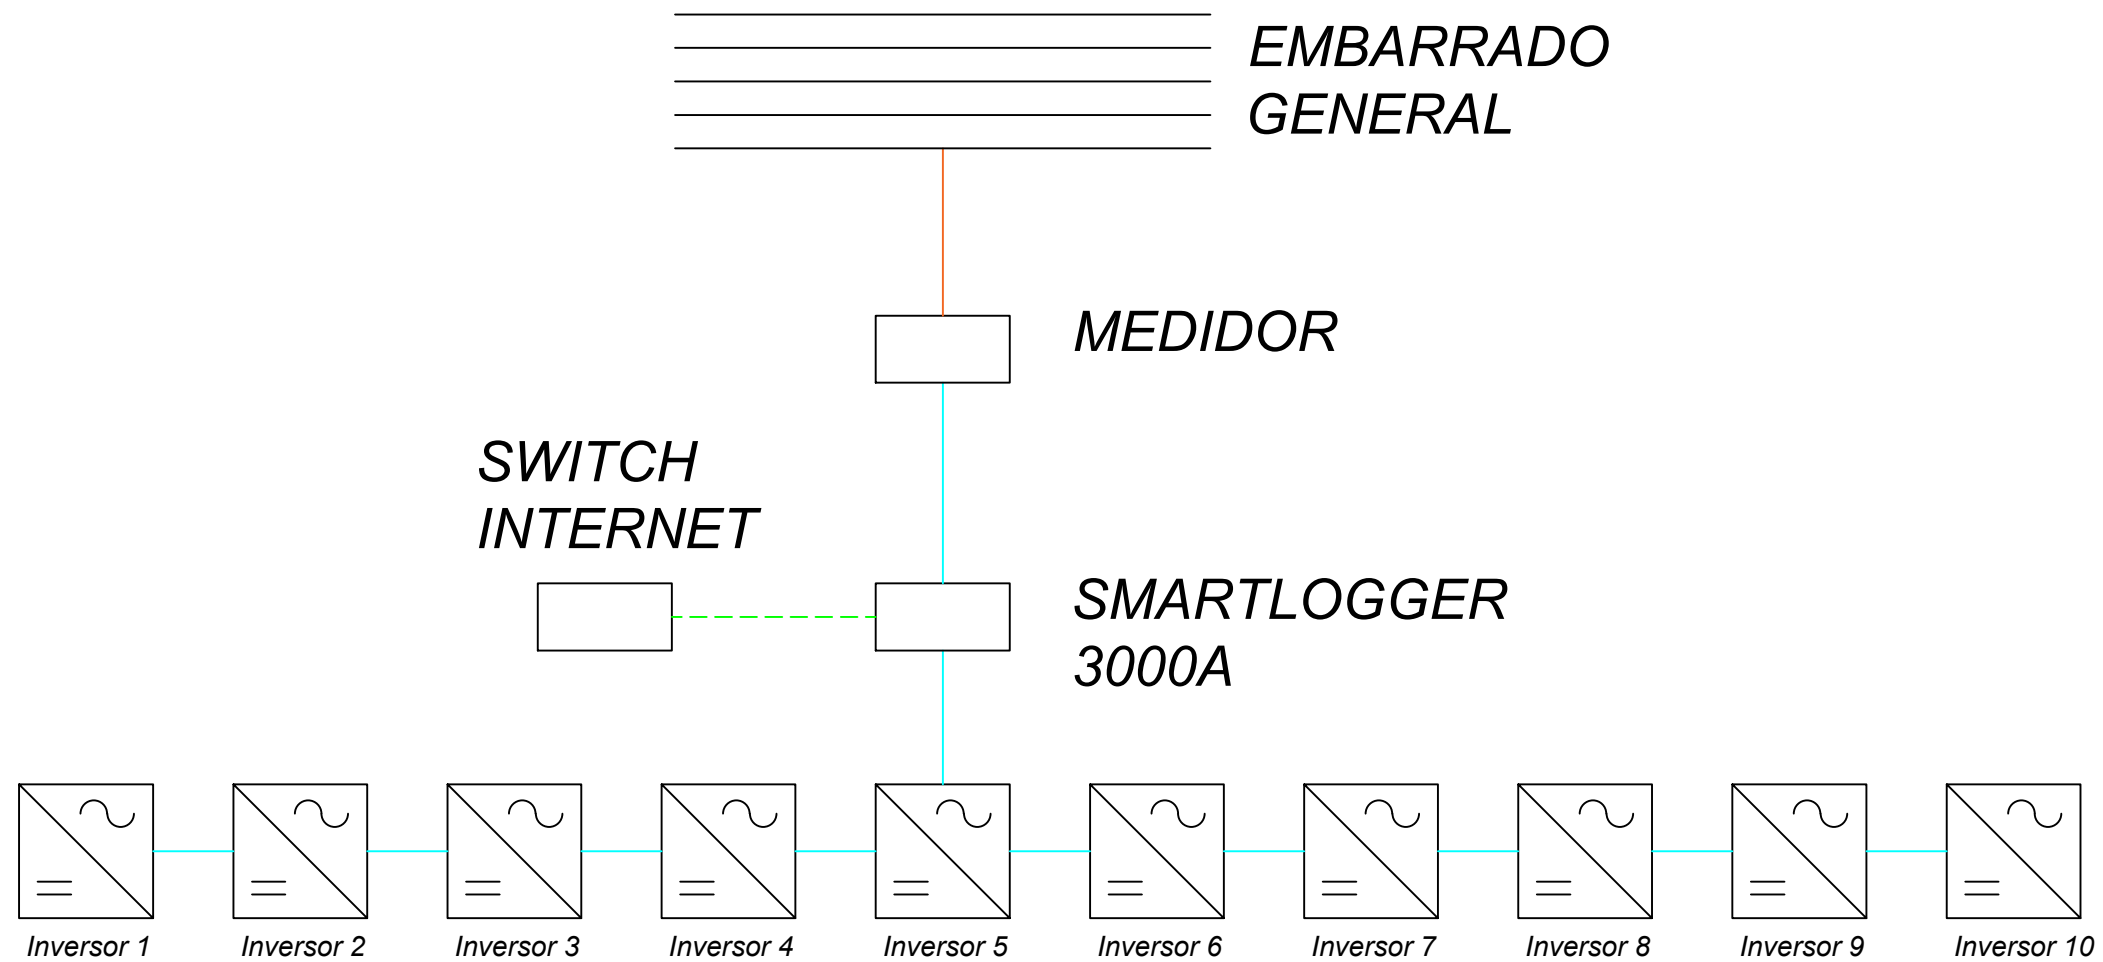 EMBARRADO
GENERAL
MEDIDOR
SWITCH
INTERNET
SMARTLOGGER
3000A
Inversor 1
Inversor 2
Inversor 3
Inversor 4
Inversor 5
Inversor 6
Inversor 7
Inversor 8
Inversor 9
Inversor 10